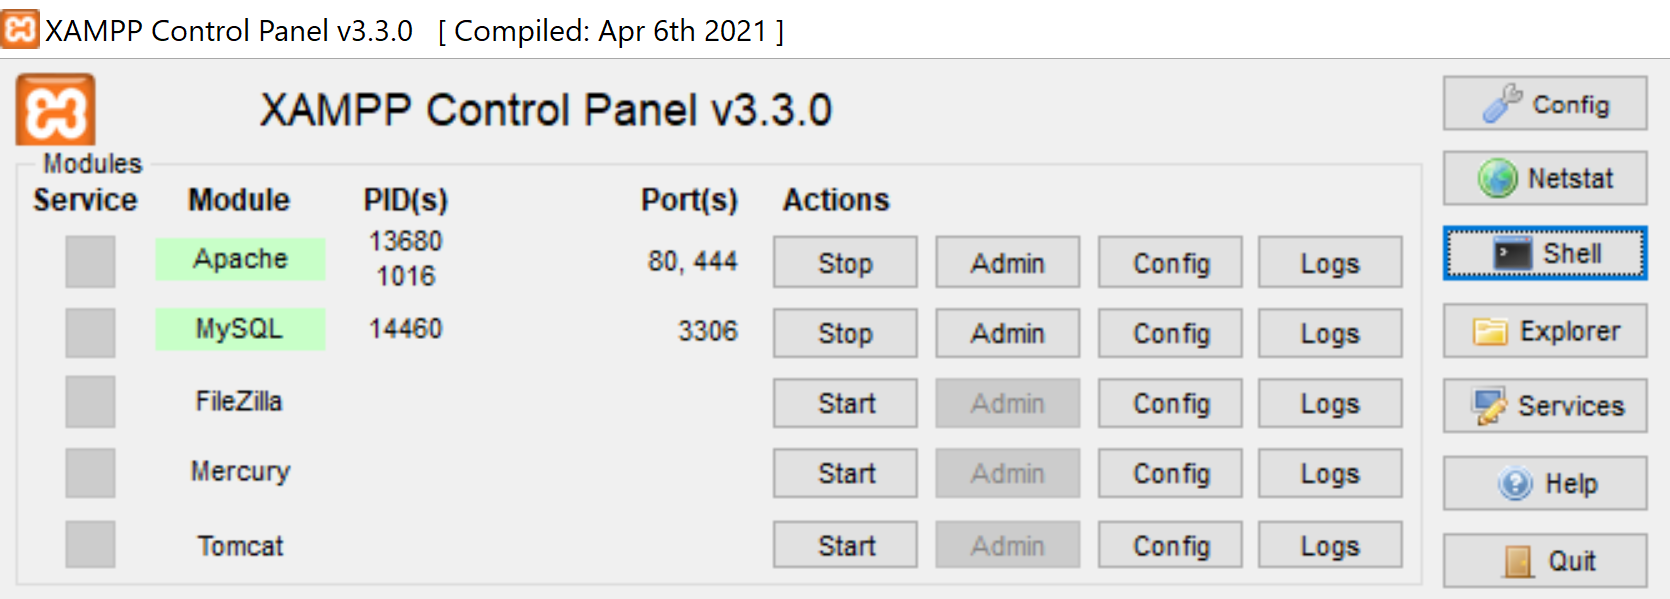 XAMPP Control Panel v3.3.0   [ Compiled: Apr 6th 2021 ]
XAMPP Control Panel v3.3.0
Config
Modules
Service Module PID(s) Port(s) Actions
Netstat
Apache 13680 1016 80, 444 Stop Admin Config Logs
Shell
MySQL 14460 3306 Stop Admin Config Logs
Explorer
FileZilla Start Admin Config Logs
Services
Mercury Start Admin Config Logs
Help
Tomcat Start Admin Config Logs
Quit